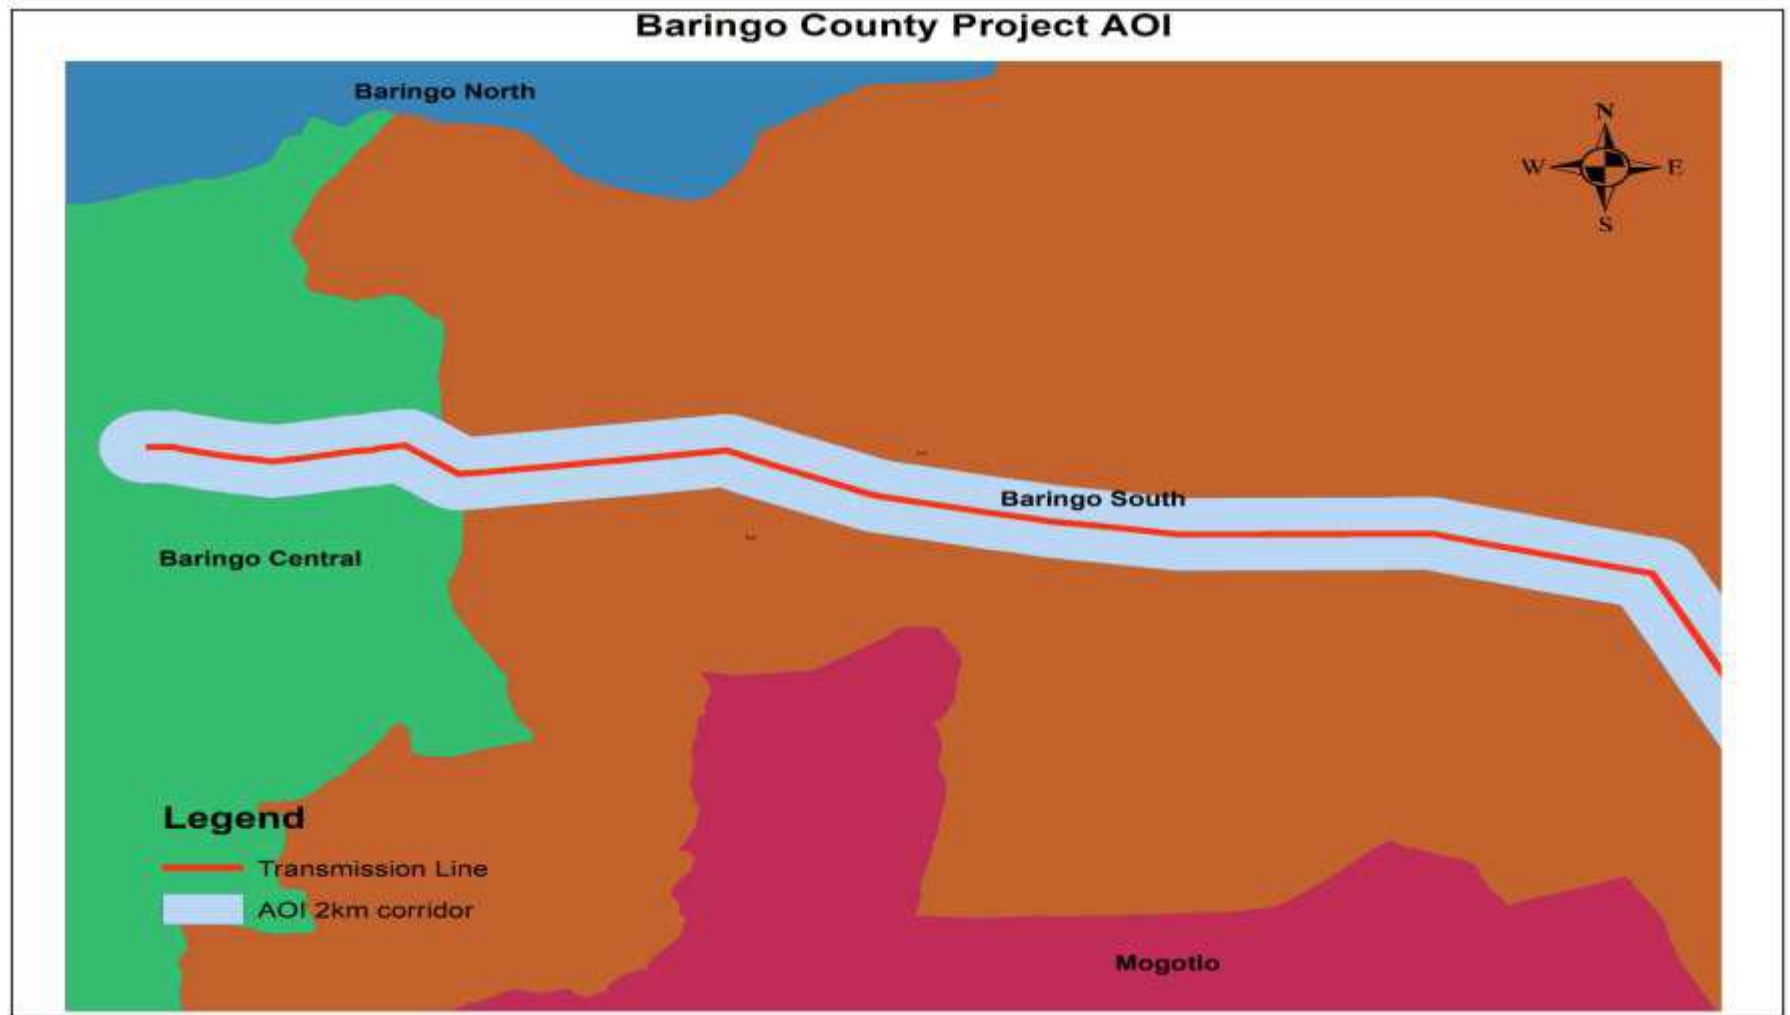 Baringo County Project AOI
Baringo North
N
W E
S
Baringo South
Baringo Central
Legend
Transmission Line
AOI 2km corridor
Mogotio